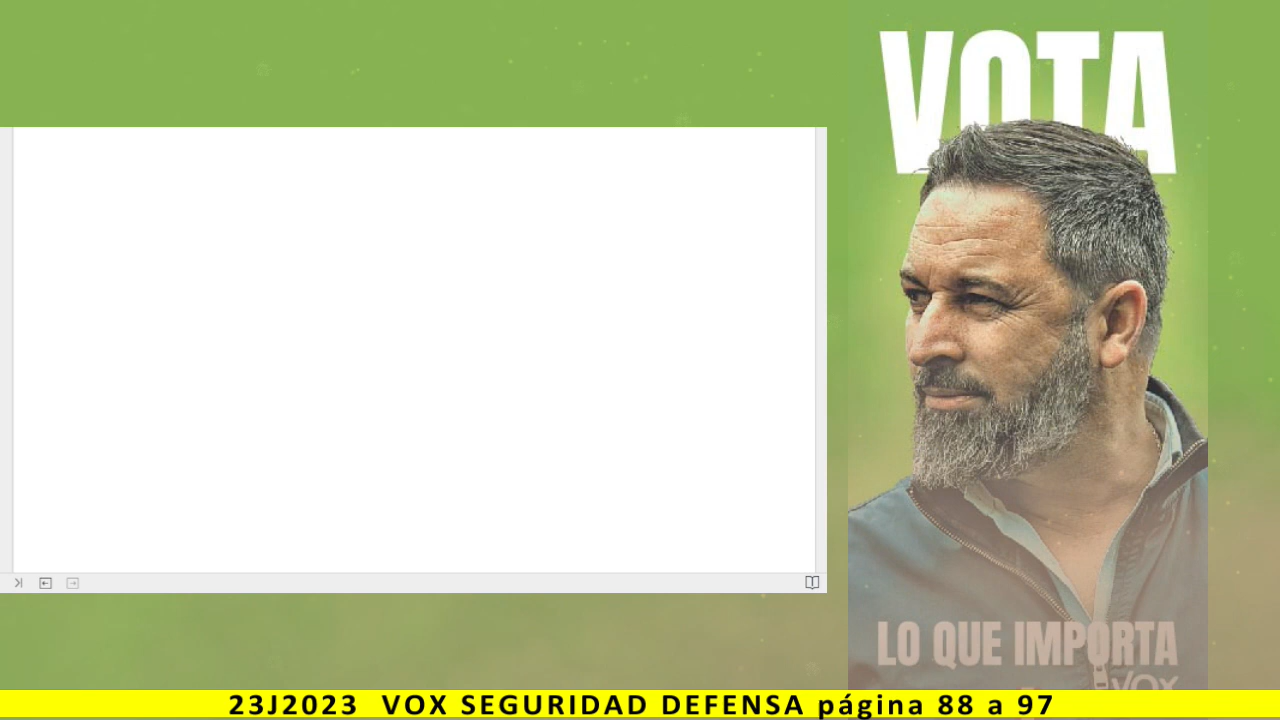 VOTA
LO QUE IMPORTA
VOX
23J2023 VOX SEGURIDAD DEFENSA página 88 a 97